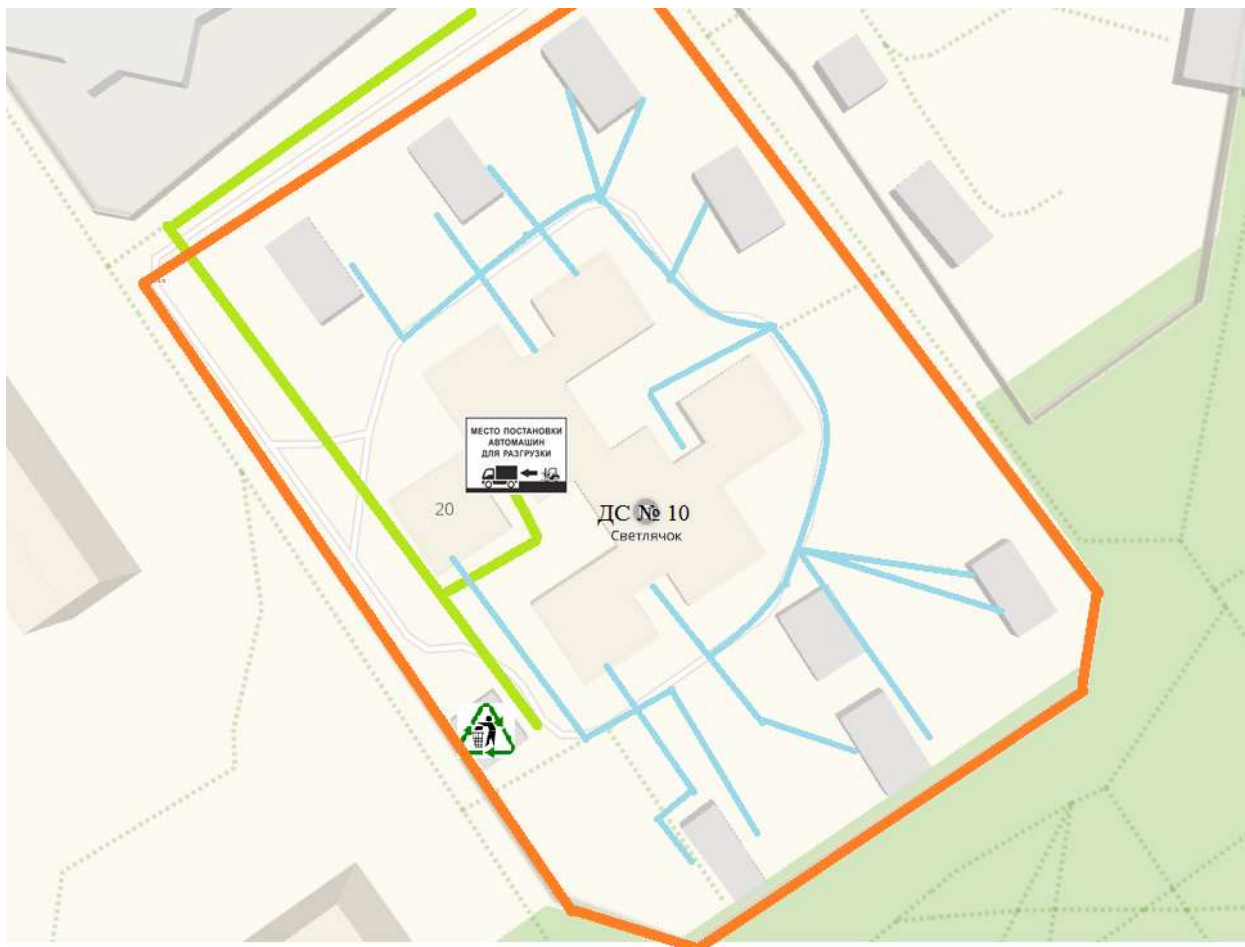 МЕСТО ПОСТАНОВКИ
АВТОМАШИН
ДЛЯ РАЗГРУЗКИ
20
ДС № 10
Светлячок